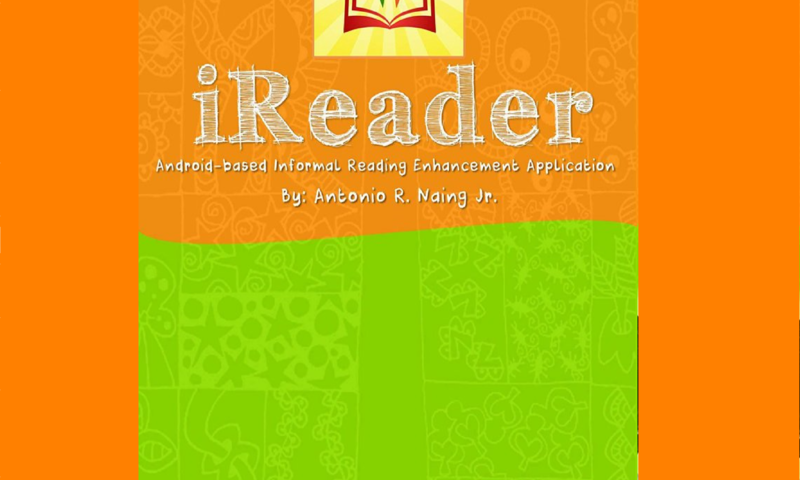 iReader
Android-based Informal Reading Enhancement Application
By: Antonio R. Naing Jr.